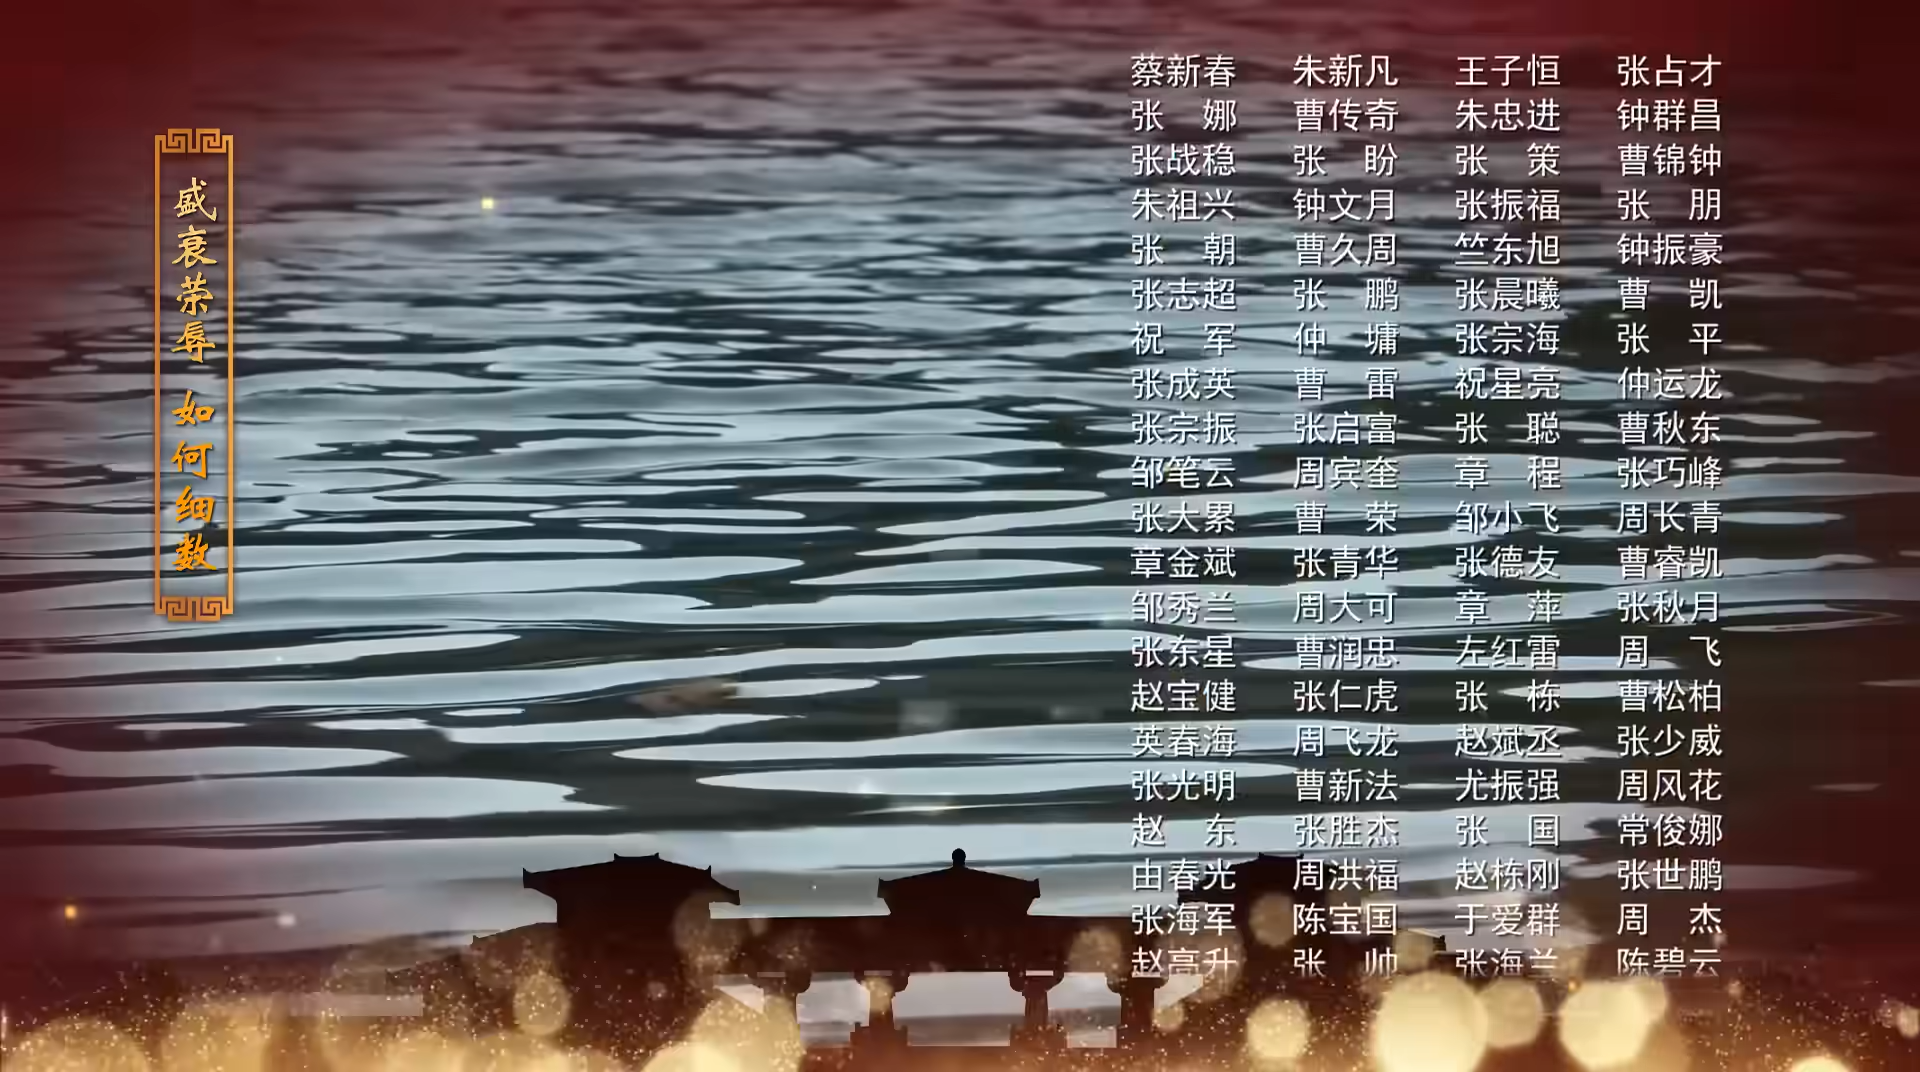 盛衰荣辱 如何细数
蔡新春 朱新凡 王子恒 张占才
张 娜 曹传奇 朱忠进 钟群昌
张战稳 张 盼 张 策 曹锦钟
朱祖兴 钟文月 张振福 张 朋
张 朝 曹久周 竺东旭 钟振豪
张志超 张 鹏 张晨曦 曹 凯
祝 军 仲 墉 张宗海 张 平
张成英 曹 雷 祝星亮 仲运龙
张宗振 张启富 张 聪 曹秋东
邹笔云 周宾奎 章 程 张巧峰
张大累 曹 荣 邹小飞 周长青
章金斌 张青华 张德友 曹睿凯
邹秀兰 周大可 章 萍 张秋月
张东星 曹润忠 左红雷 周 飞
赵宝健 张仁虎 张 栋 曹松柏
英春海 周飞龙 赵斌丞 张少威
张光明 曹新法 尤振强 周风花
赵 东 张胜杰 张 国 常俊娜
由春光 周洪福 赵栋刚 张世鹏
张海军 陈宝国 于爱群 周 杰
赵高升 张 帅 张海兰 陈碧云